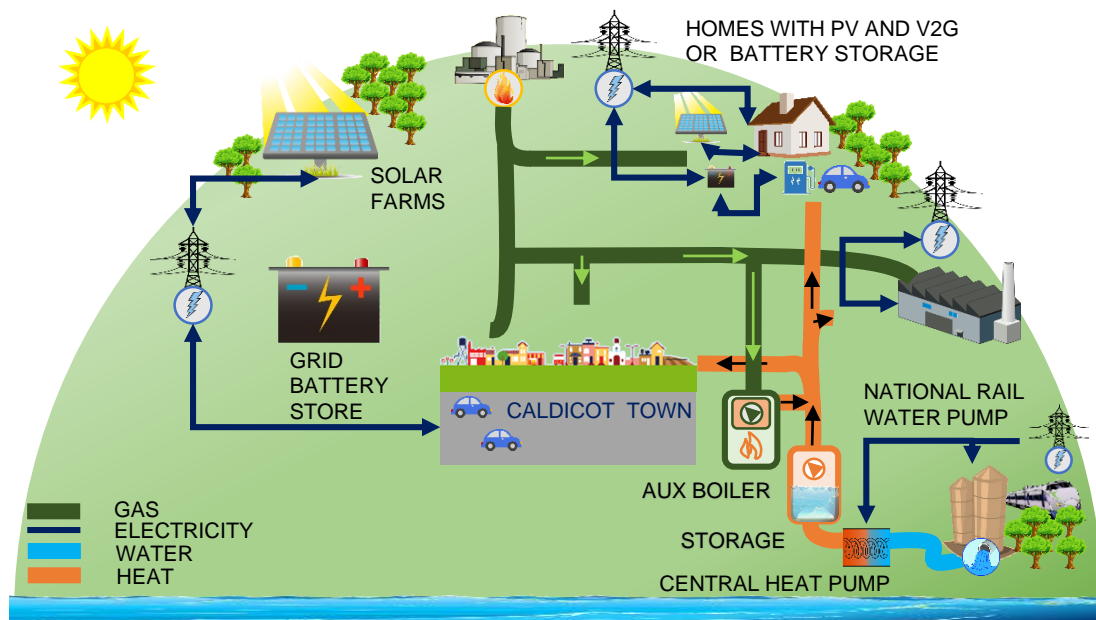 HOMES WITH PV AND V2G
OR BATTERY STORAGE
SOLAR
FARMS
GRID
BATTERY
STORE
CALDICOT TOWN
NATIONAL RAIL
WATER PUMP
AUX BOILER
STORAGE
CENTRAL HEAT PUMP
GAS
ELECTRICITY
WATER
HEAT